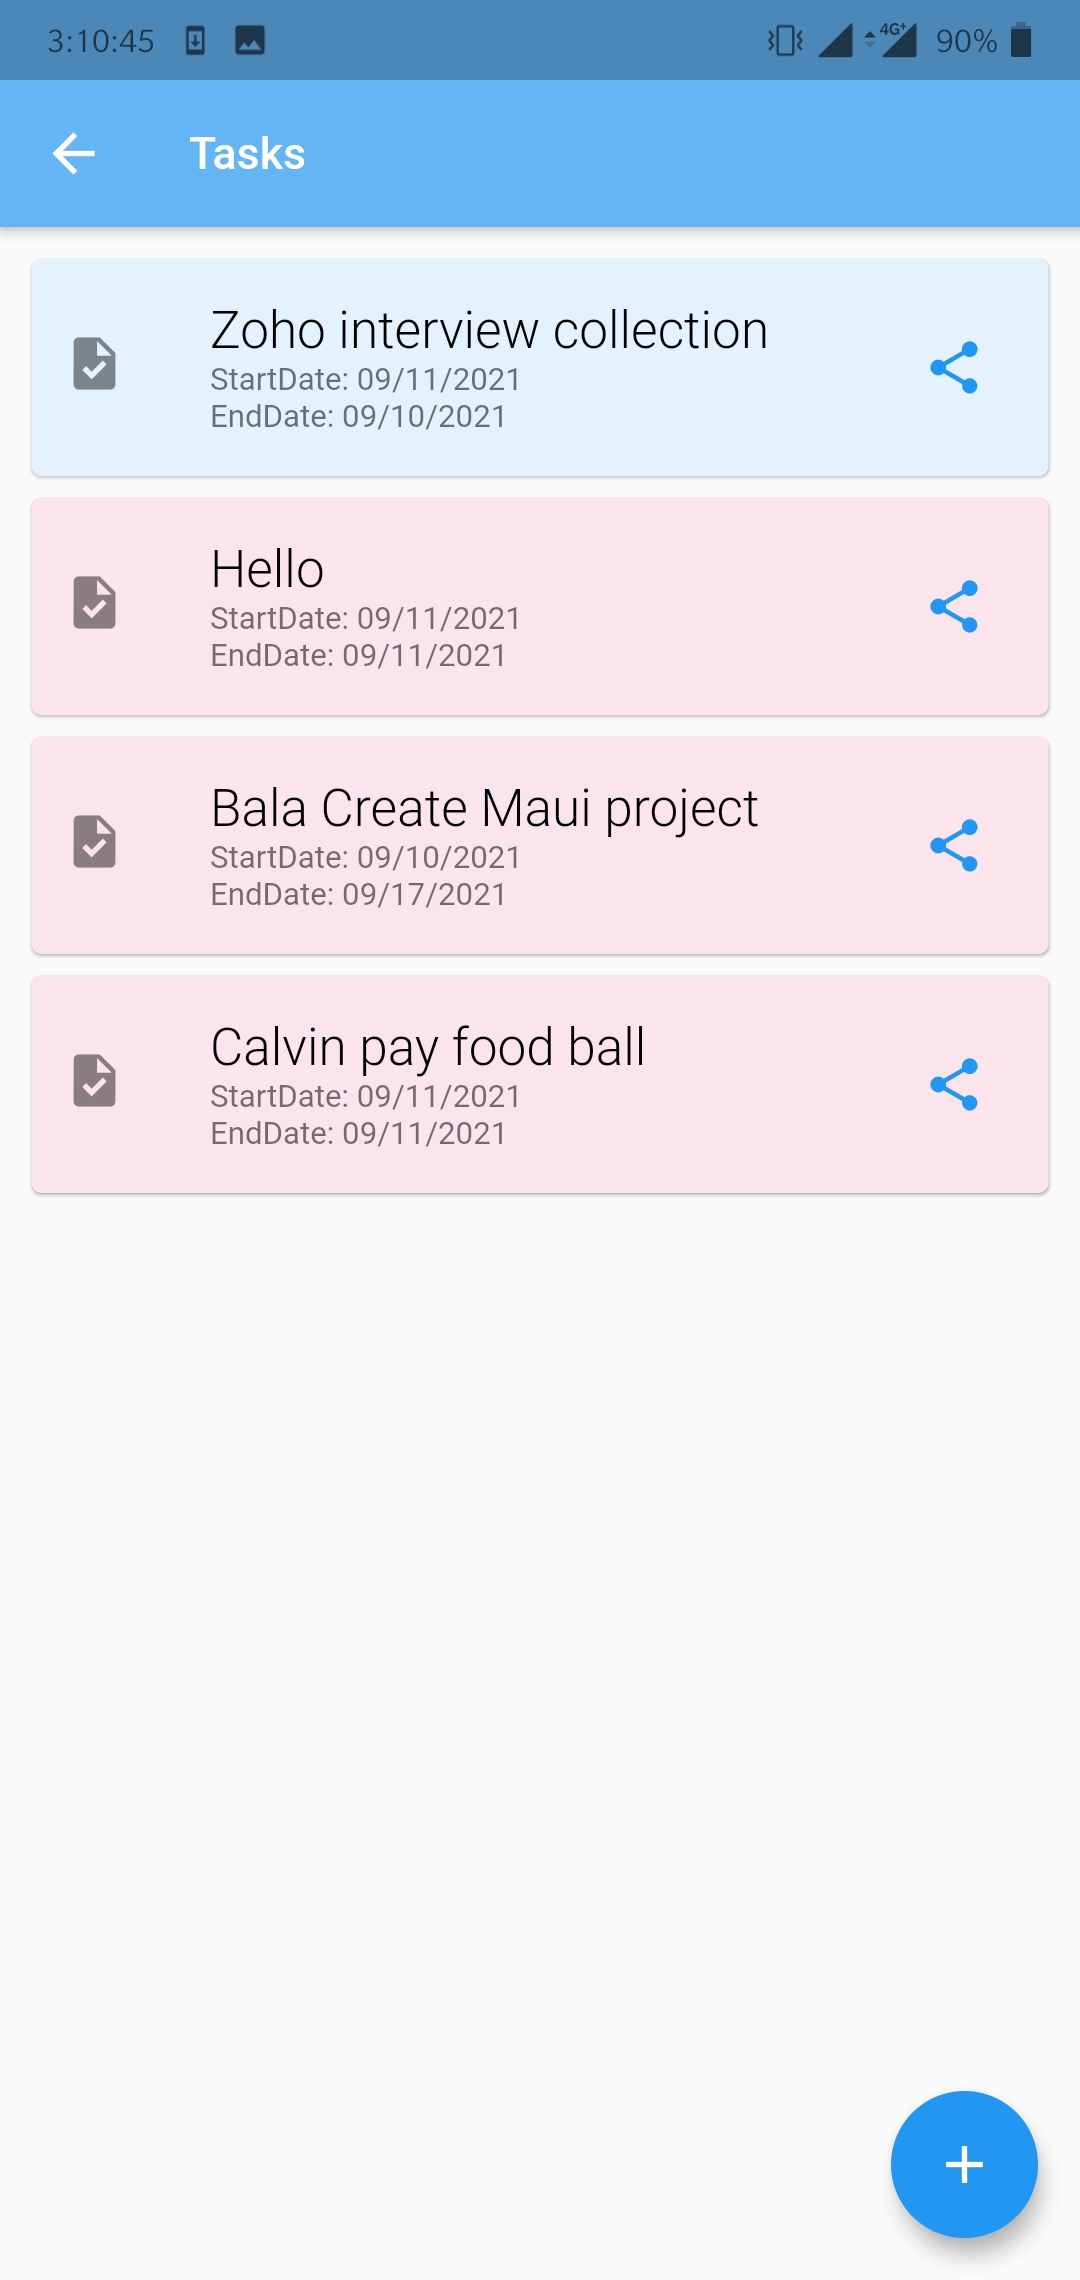 3:10:45
4G+ 90%
Tasks
Zoho interview collection
StartDate: 09/11/2021
EndDate: 09/10/2021
Hello
StartDate: 09/11/2021
EndDate: 09/11/2021
Bala Create Maui project
StartDate: 09/10/2021
EndDate: 09/17/2021
Calvin pay food ball
StartDate: 09/11/2021
EndDate: 09/11/2021